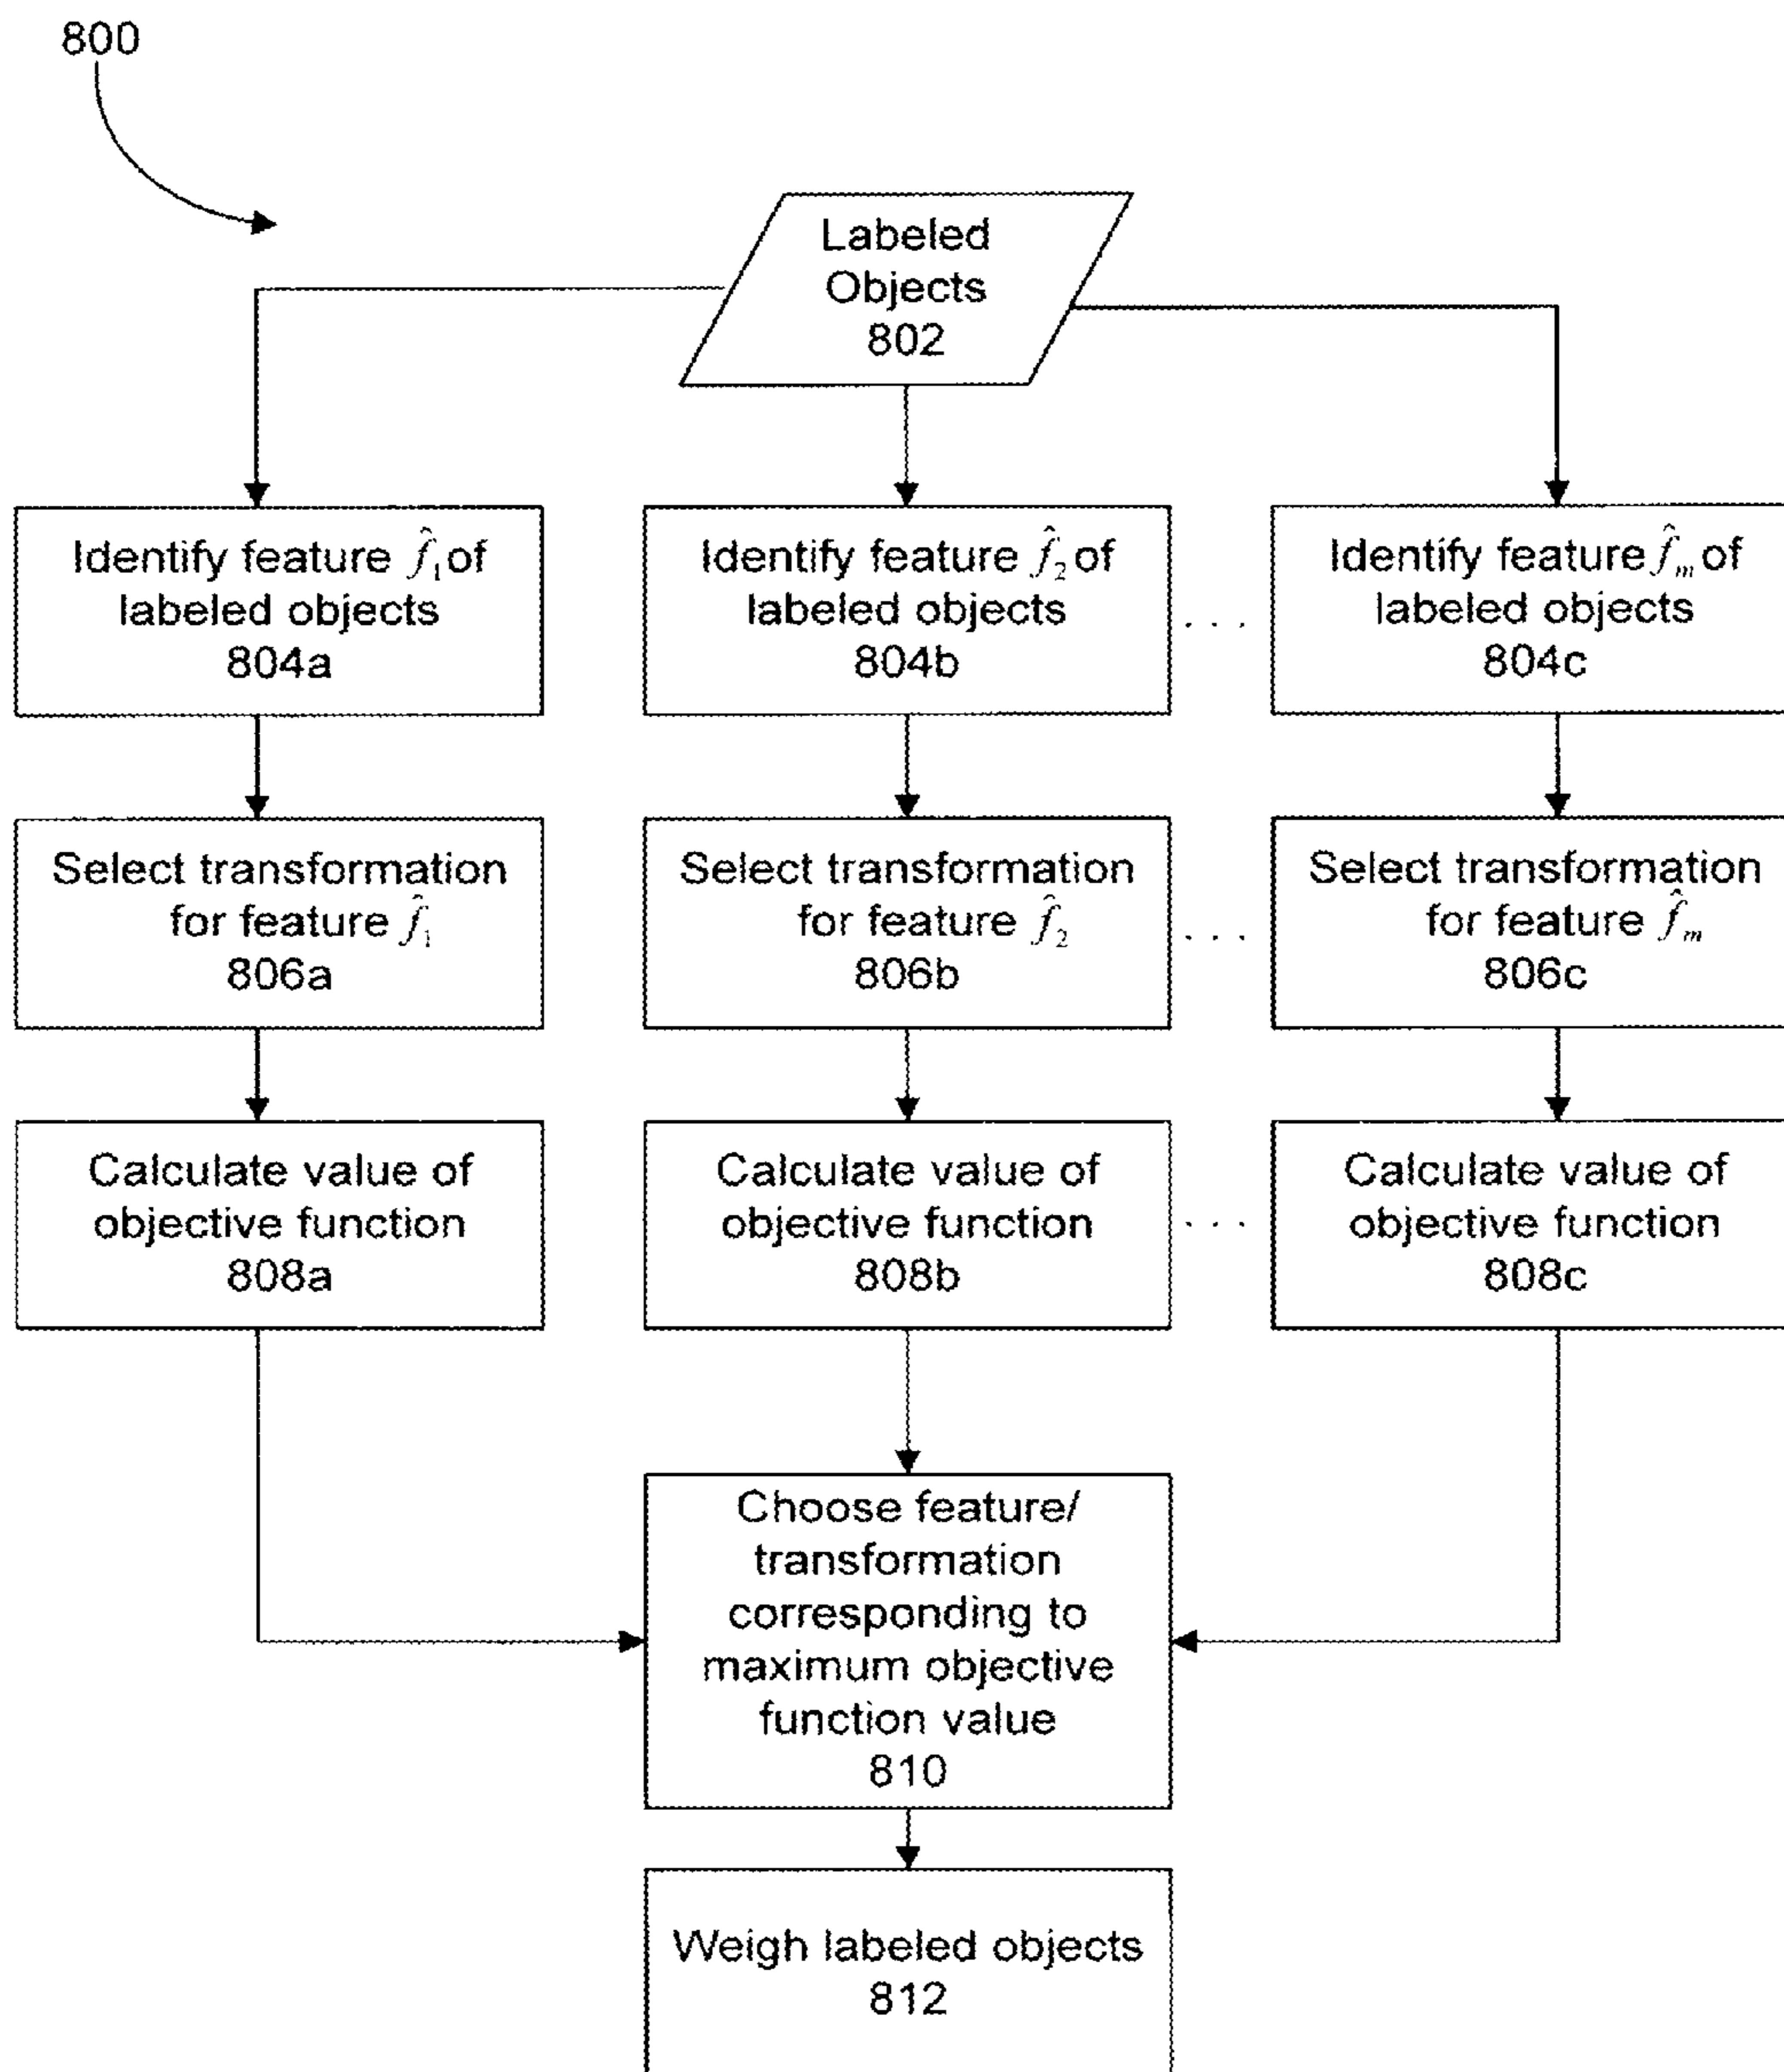 800
Labeled
Objects
802
Identify feature f̂₁ of
labeled objects
804a
Identify feature f̂₂ of
labeled objects
804b
. . .
Identify feature f̂ₘ of
labeled objects
804c
Select transformation
for feature f̂₁
806a
Select transformation
for feature f̂₂
806b
. . .
Select transformation
for feature f̂ₘ
806c
Calculate value of
objective function
808a
Calculate value of
objective function
808b
. . .
Calculate value of
objective function
808c
Choose feature/
transformation
corresponding to
maximum objective
function value
810
Weigh labeled objects
812